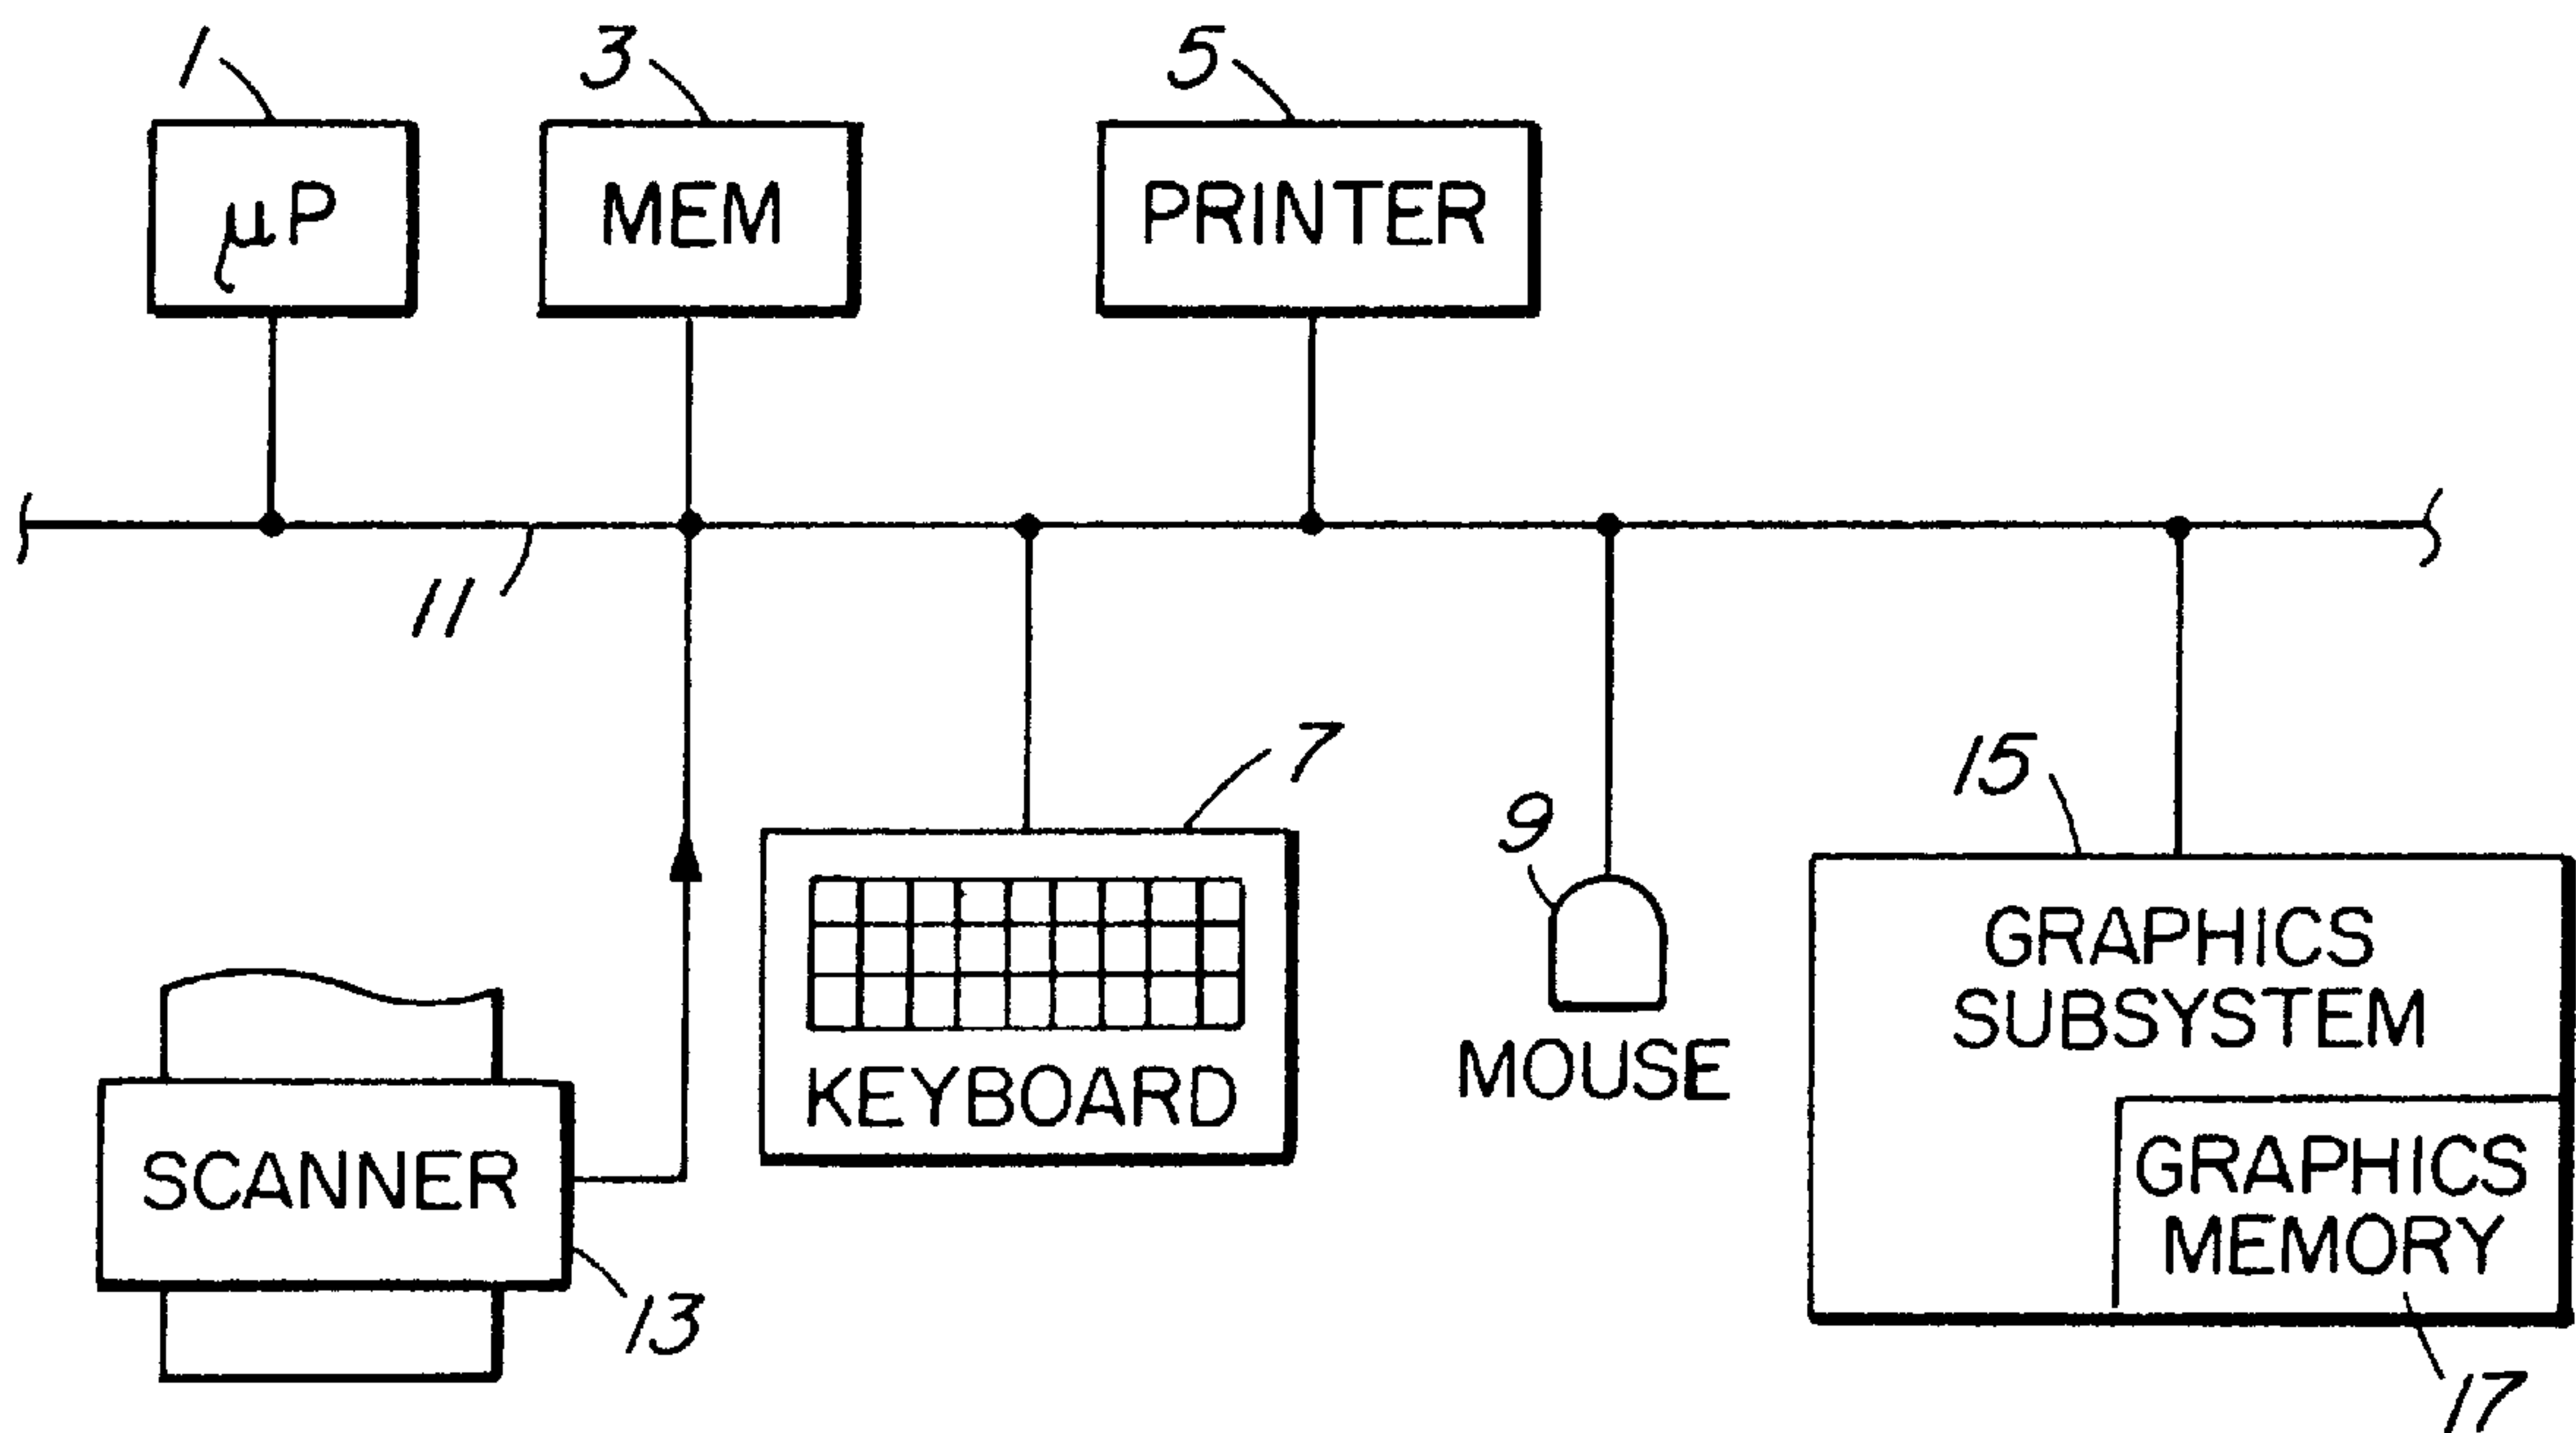 1
3
5
μP
MEM
PRINTER
11
7
15
9
GRAPHICS
SUBSYSTEM
KEYBOARD
MOUSE
SCANNER
GRAPHICS
MEMORY
13
17